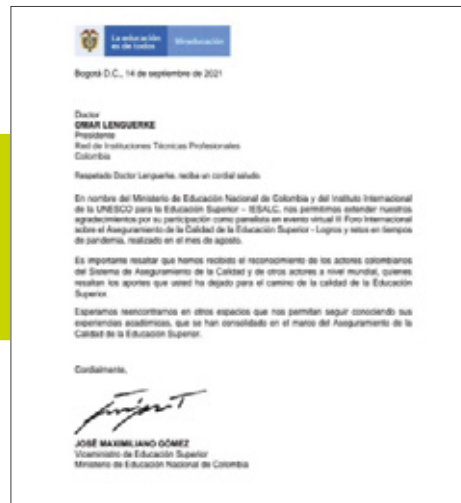 La educación
es de todos
Mineducación
Bogotá D.C., 14 de septiembre de 2021
Doctor
OMAR LENGUERKE
Presidente
Red de Instituciones Técnicas Profesionales
Colombia
Respetado Doctor Lenguerke, reciba un cordial saludo.
En nombre del Ministerio de Educación Nacional de Colombia y del Instituto Internacional
de la UNESCO para la Educación Superior – IESALC, nos permitimos extender nuestros
agradecimientos por su participación como panelista en evento virtual III Foro Internacional
sobre el Aseguramiento de la Calidad de la Educación Superior - Logros y retos en tiempos
de pandemia, realizado en el mes de agosto.
Es importante resaltar que hemos recibido el reconocimiento de los actores colombianos
del Sistema de Aseguramiento de la Calidad y de otros actores a nivel mundial, quienes
resaltan los aportes que usted ha dejado para el camino de la calidad de la Educación
Superior.
Esperamos reencontrarnos en otros espacios que nos permitan seguir conociendo sus
experiencias académicas, que se han consolidado en el marco del Aseguramiento de la
Calidad de la Educación Superior.
Cordialmente,
JOSÉ MAXIMILIANO GÓMEZ
Viceministro de Educación Superior
Ministerio de Educación Nacional de Colombia